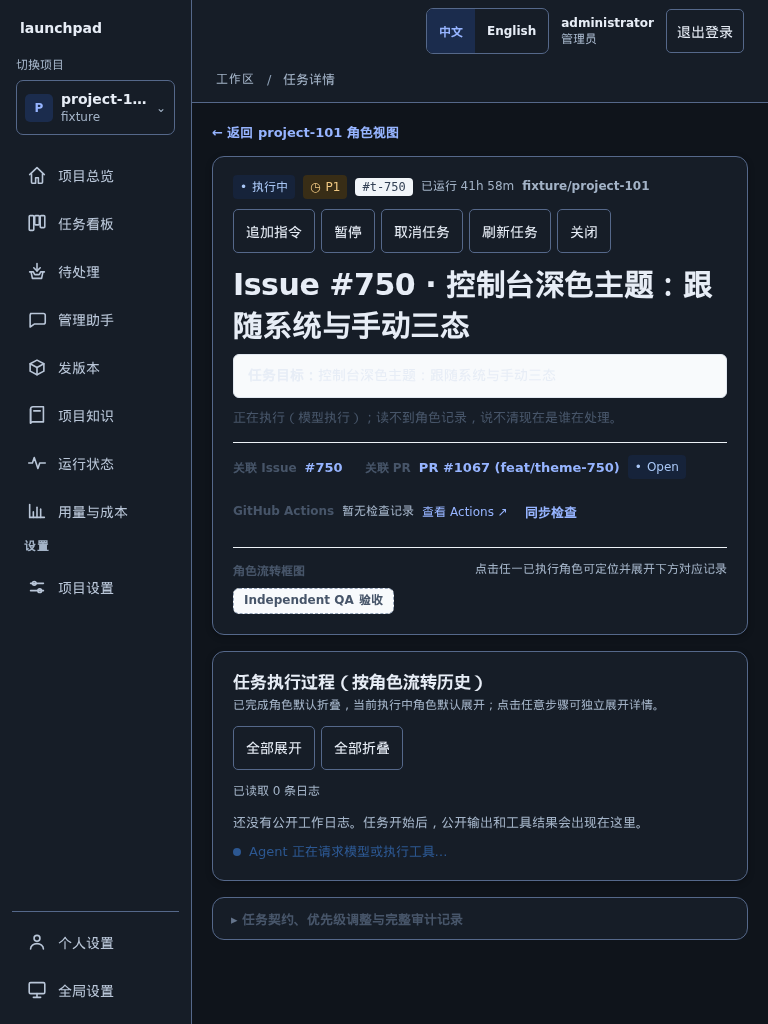 launchpad
切换项目
P
project-1…
fixture
项目总览
任务看板
待处理
管理助手
发版本
项目知识
运行状态
用量与成本
设置
项目设置
个人设置
全局设置
中文 English administrator 管理员 退出登录
工作区 / 任务详情
← 返回 project-101 角色视图
• 执行中 P1 #t-750 已运行 41h 58m fixture/project-101
追加指令 暂停 取消任务 刷新任务 关闭
Issue #750 · 控制台深色主题：跟
随系统与手动三态
任务目标：控制台深色主题：跟随系统与手动三态
正在执行（模型执行）；读不到角色记录，说不清现在是谁在处理。
关联 Issue #750 关联 PR PR #1067 (feat/theme-750) • Open
GitHub Actions 暂无检查记录 查看 Actions ↗ 同步检查
角色流转框图 点击任一已执行角色可定位并展开下方对应记录
Independent QA 验收
任务执行过程（按角色流转历史）
已完成角色默认折叠，当前执行中角色默认展开；点击任意步骤可独立展开详情。
全部展开 全部折叠
已读取 0 条日志
还没有公开工作日志。任务开始后，公开输出和工具结果会出现在这里。
Agent 正在请求模型或执行工具…
▸ 任务契约、优先级调整与完整审计记录